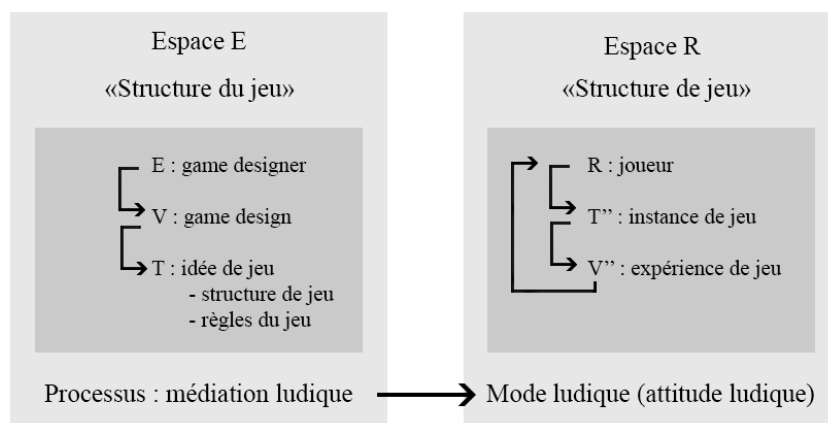 Espace E
«Structure du jeu»
E : game designer
V : game design
T : idée de jeu
- structure de jeu
- règles du jeu
Processus : médiation ludique
Espace R
«Structure de jeu»
R : joueur
T’’ : instance de jeu
V’’ : expérience de jeu
Mode ludique (attitude ludique)